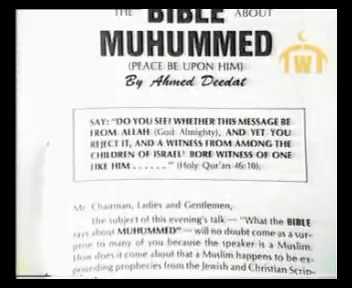 THE BIBLE ABOUT
MUHUMMED
(PEACE BE UPON HIM)
By Ahmed Deedat
SAY: "DO YOU SEE? WHETHER THIS MESSAGE BE
FROM ALLAH (God Almighty), AND YET YOU
REJECT IT, AND A WITNESS FROM AMONG THE
CHILDREN OF ISRAEL¹ BORE WITNESS OF ONE
LIKE HIM . . . . . ." (Holy Qur'an 46:10).
Mr. Chairman, Ladies and Gentlemen,
the subject of this evening's talk — "What the BIBLE
says about MUHUMMED" — will no doubt come as a sur-
prise to many of you because the speaker is a Muslim.
How does it come about that a Muslim happens to be ex-
pounding prophecies from the Jewish and Christian Scrip-